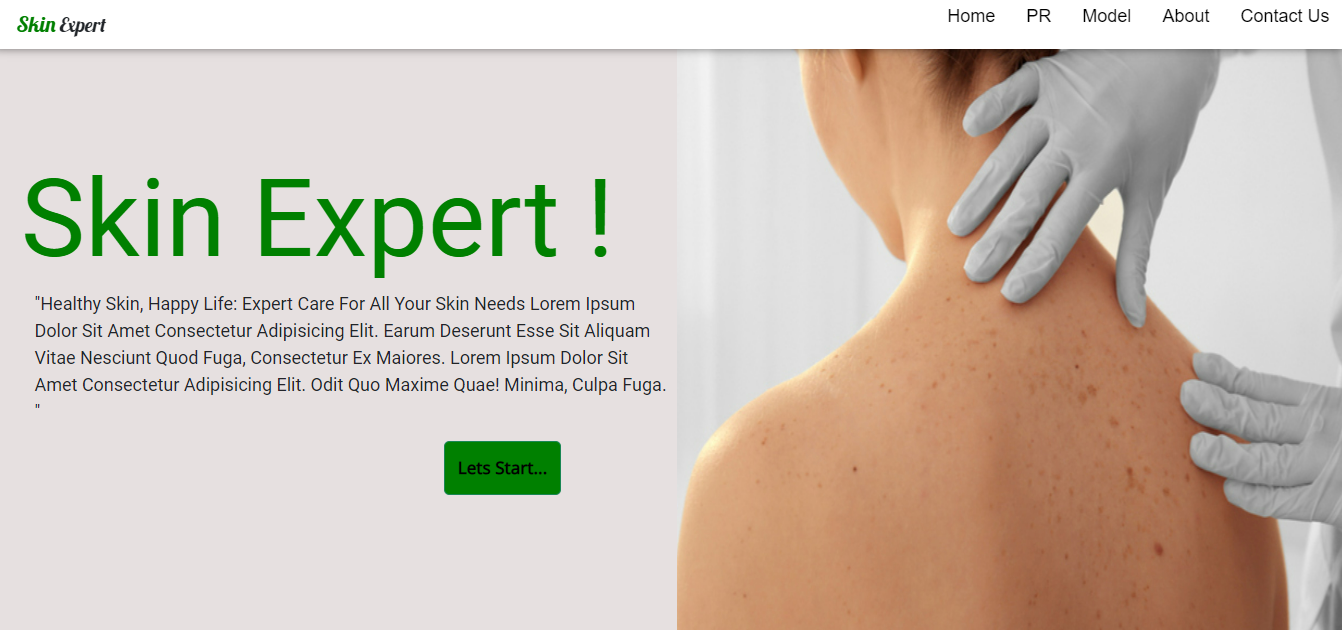 Skin Expert
Home PR Model About Contact Us
Skin Expert !
"Healthy Skin, Happy Life: Expert Care For All Your Skin Needs Lorem Ipsum
Dolor Sit Amet Consectetur Adipisicing Elit. Earum Deserunt Esse Sit Aliquam
Vitae Nesciunt Quod Fuga, Consectetur Ex Maiores. Lorem Ipsum Dolor Sit
Amet Consectetur Adipisicing Elit. Odit Quo Maxime Quae! Minima, Culpa Fuga.
"
Lets Start...